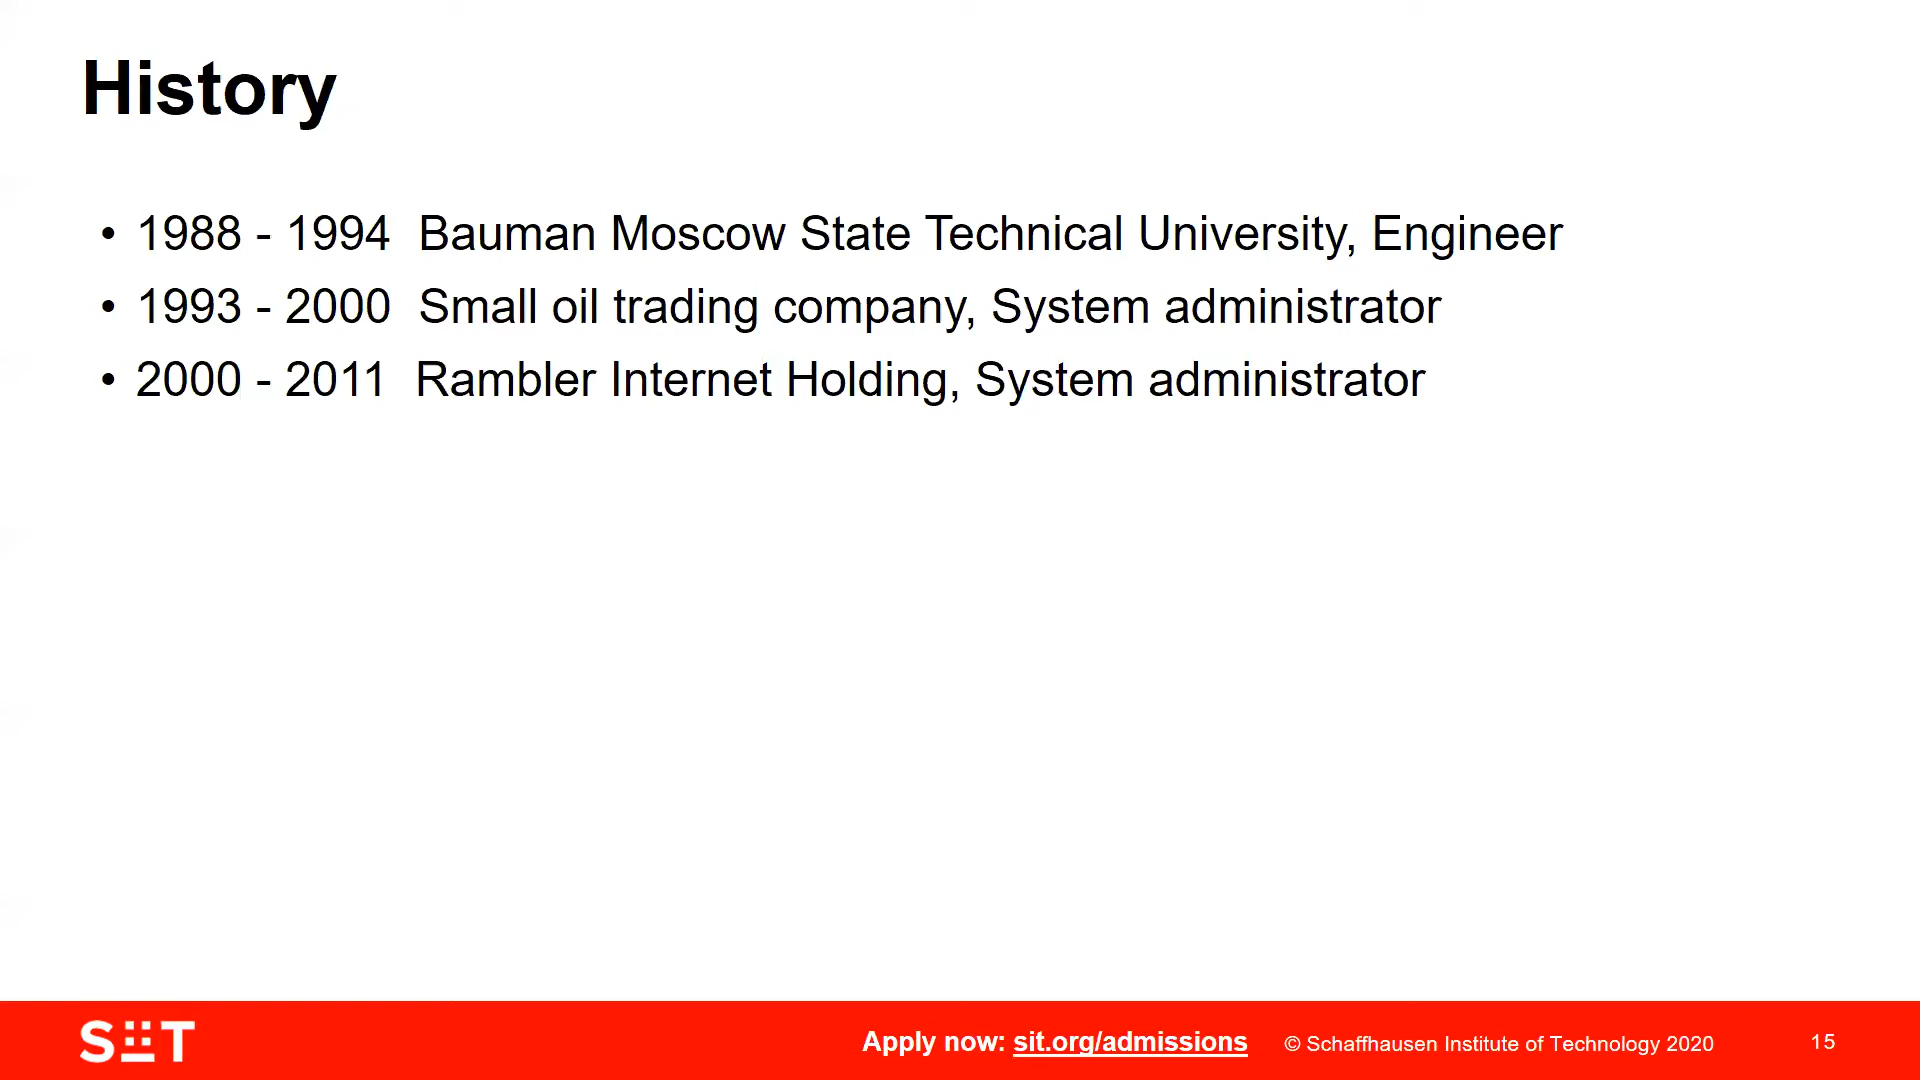 History
• 1988 - 1994 Bauman Moscow State Technical University, Engineer
• 1993 - 2000 Small oil trading company, System administrator
• 2000 - 2011 Rambler Internet Holding, System administrator
SIT Apply now: sit.org/admissions © Schaffhausen Institute of Technology 2020 15